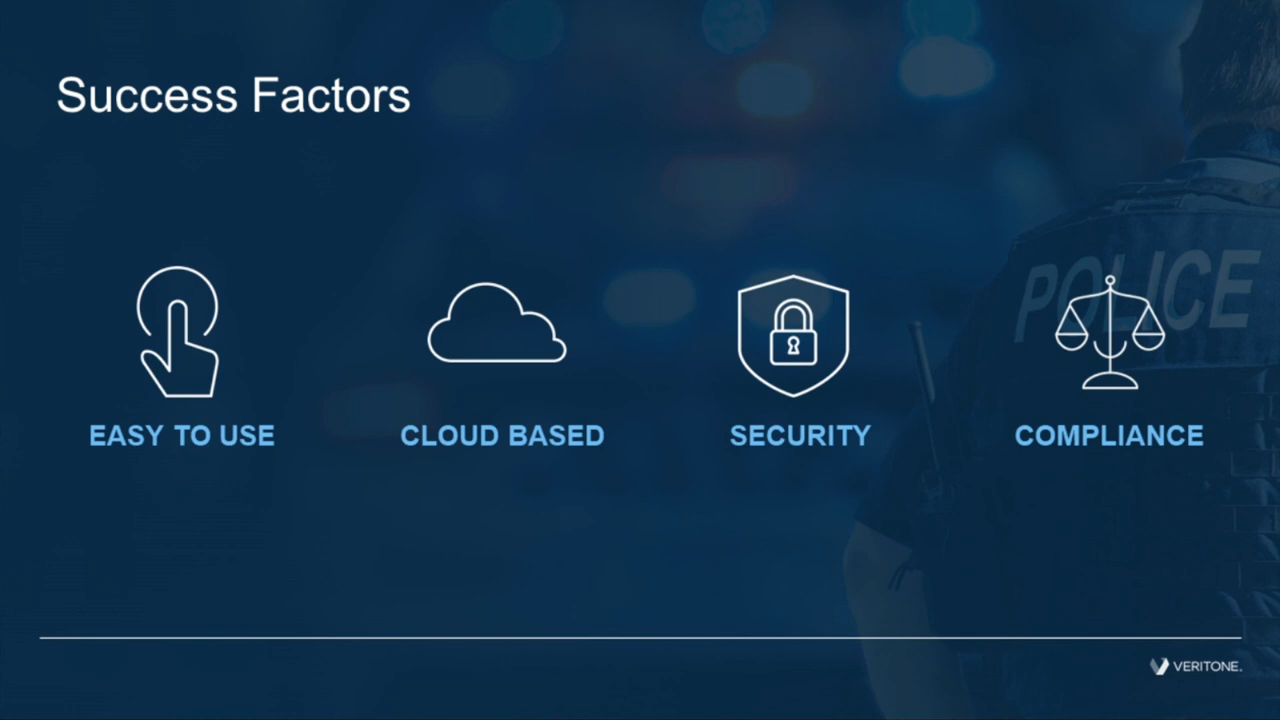 Success Factors
POLICE
EASY TO USE
CLOUD BASED
SECURITY
COMPLIANCE
VERITONE